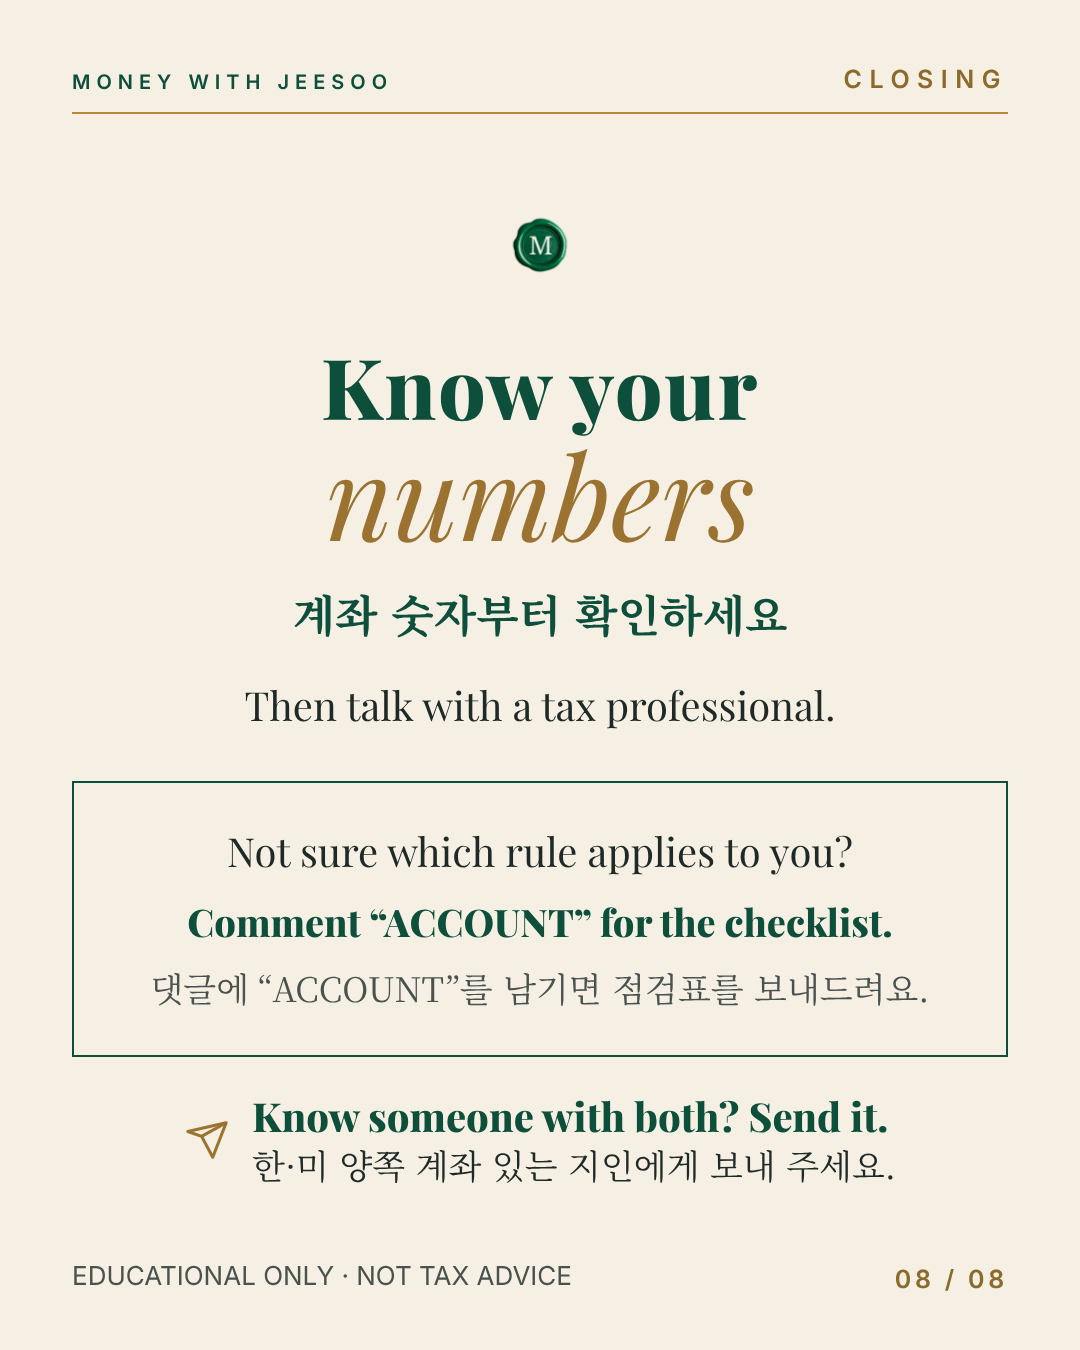 MONEY WITH JEESOO
CLOSING
M
Know your
numbers
계좌 숫자부터 확인하세요
Then talk with a tax professional.
Not sure which rule applies to you?
Comment “ACCOUNT” for the checklist.
댓글에 “ACCOUNT”를 남기면 점검표를 보내드려요.
Know someone with both? Send it.
한·미 양쪽 계좌 있는 지인에게 보내 주세요.
EDUCATIONAL ONLY · NOT TAX ADVICE
08 / 08